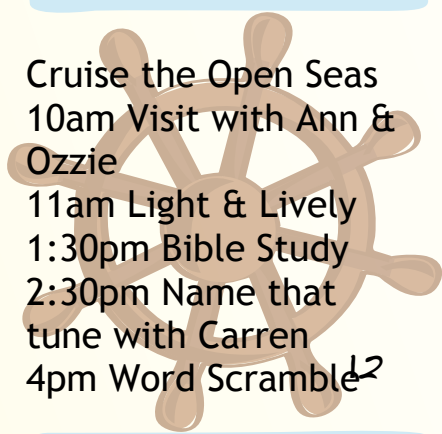 Cruise the Open Seas
10am Visit with Ann &
Ozzie
11am Light & Lively
1:30pm Bible Study
2:30pm Name that
tune with Carren
4pm Word Scramble
12